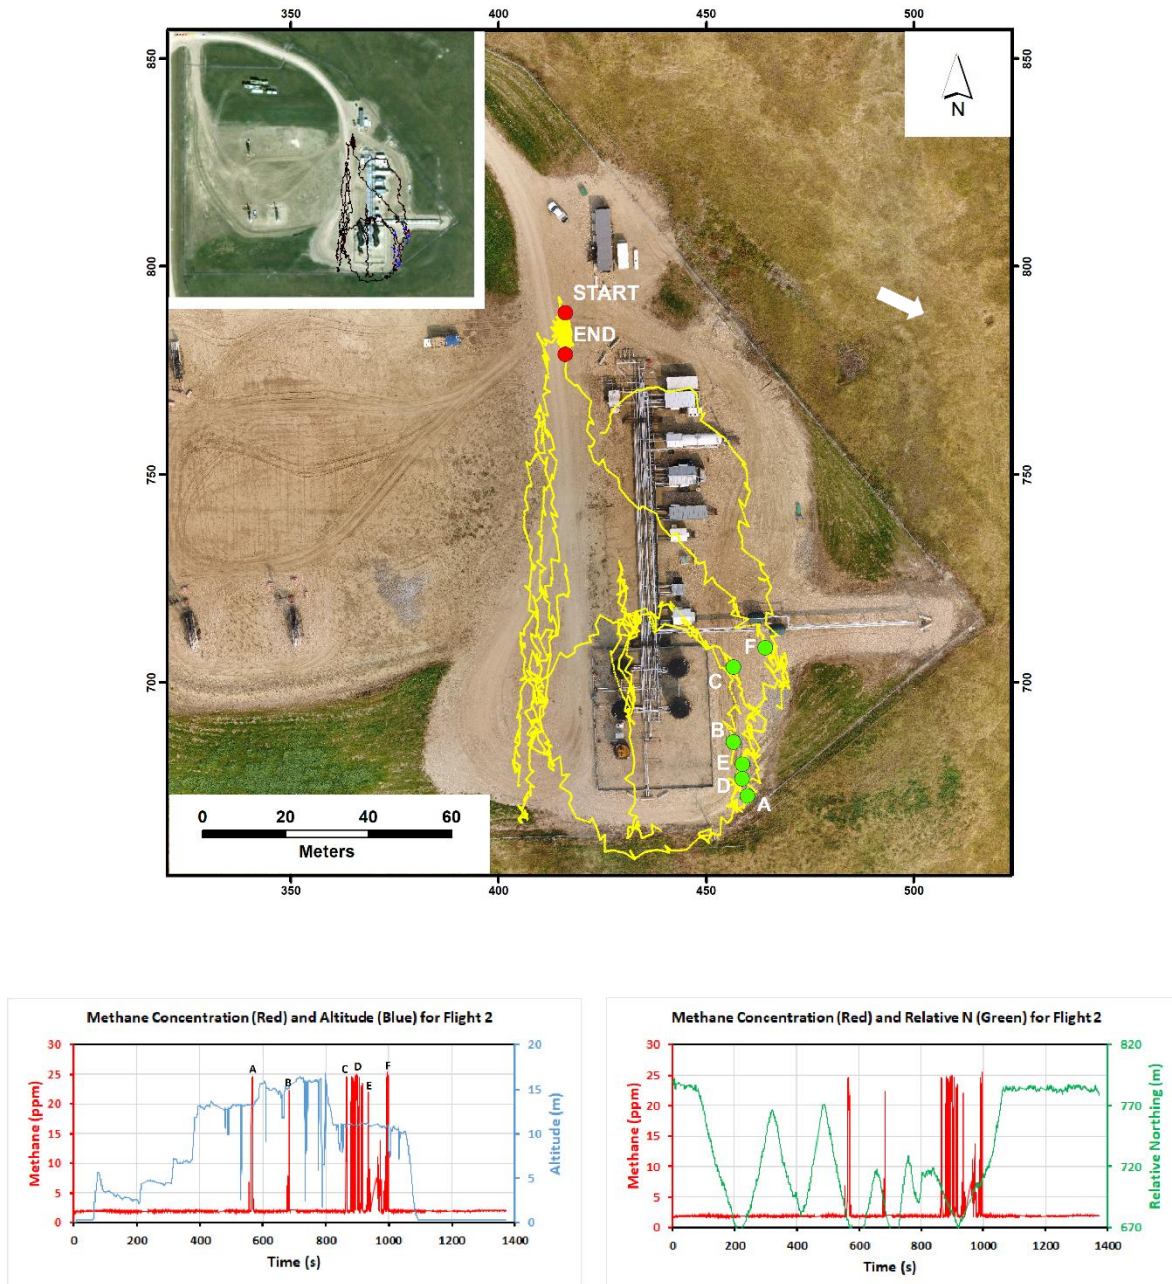 350 400 450 500
850 850
N
800 800
START
END
750 750
F
C
700 700
B
E
D
A
0 20 40 60
Meters
350 400 450 500
Methane Concentration (Red) and Altitude (Blue) for Flight 2
30 20
25
A B C D E F
20 15
15 10
10
5 5
0 0
Methane (ppm)
Altitude (m)
0 200 400 600 800 1000 1200 1400
Time (s)
Methane Concentration (Red) and Relative N (Green) for Flight 2
30 820
25
20 770
15
10 720
5
0 670
Methane (ppm)
Relative Northing (m)
0 200 400 600 800 1000 1200 1400
Time (s)